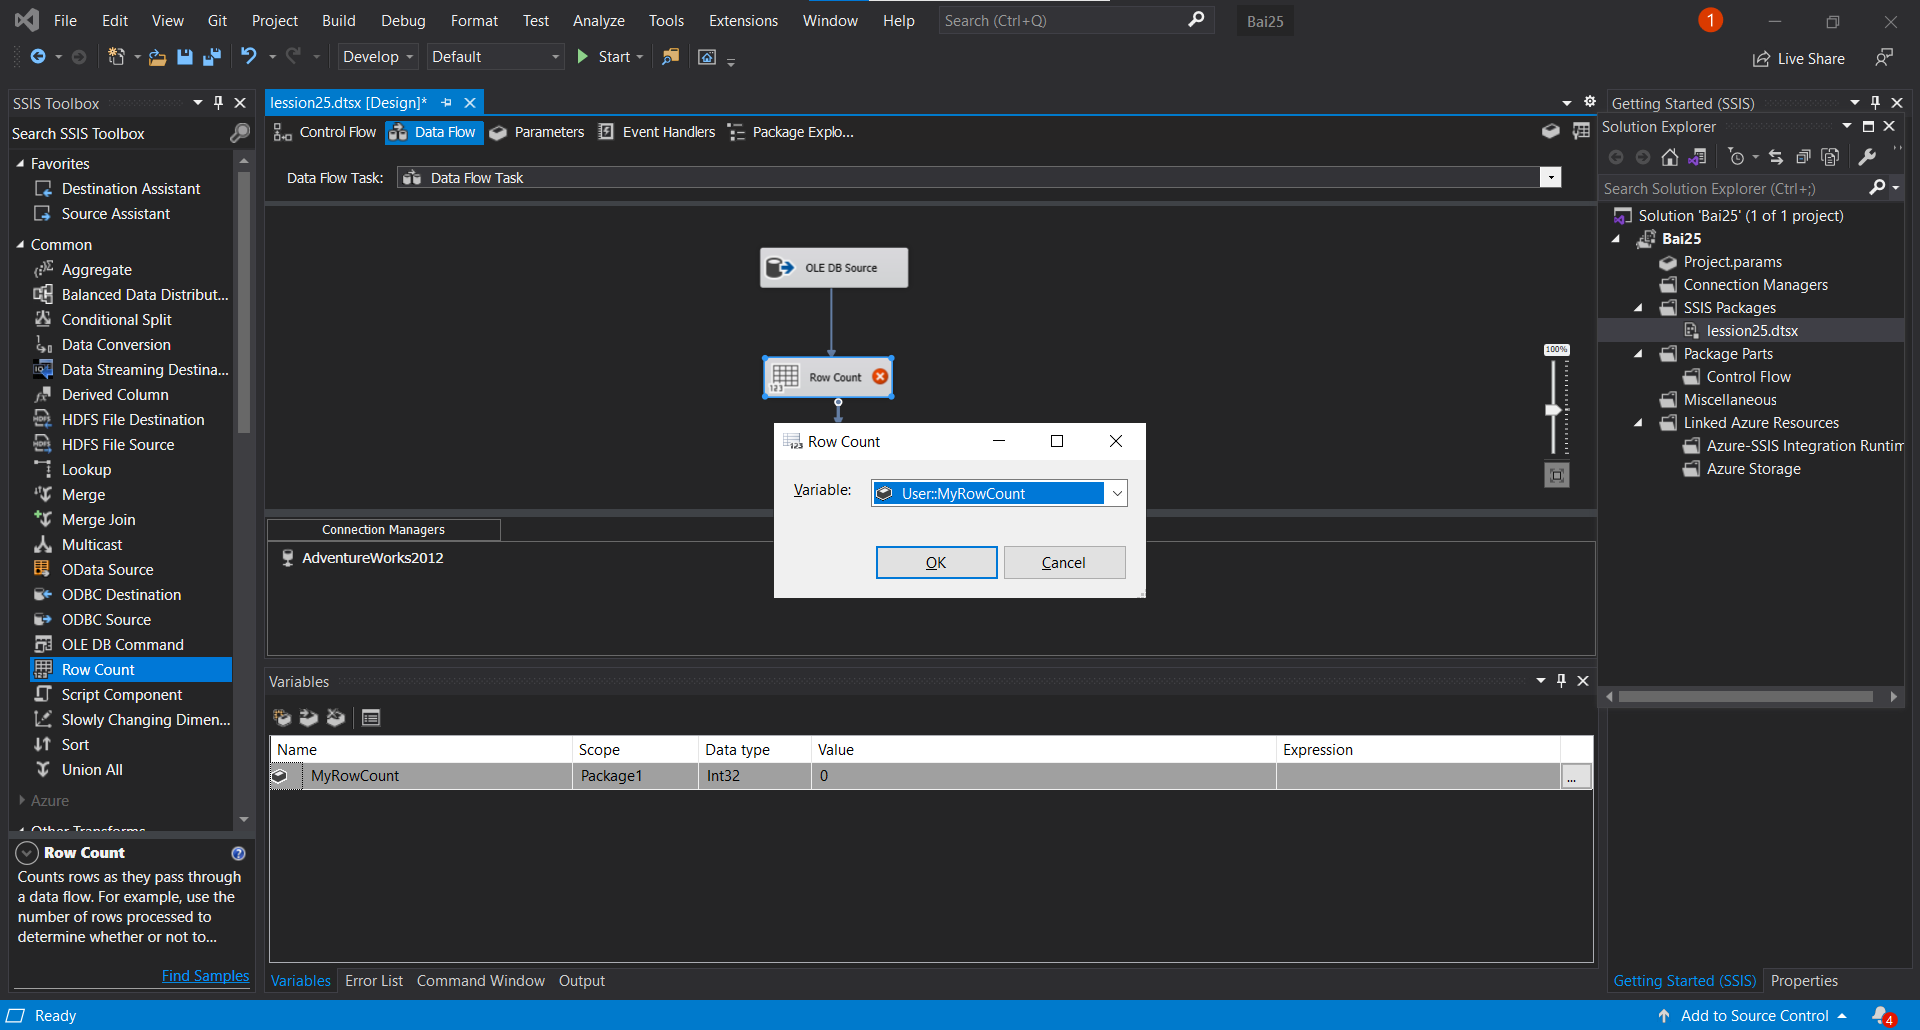 File Edit View Git Project Build Debug Format Test Analyze Tools Extensions Window Help Search (Ctrl+Q) Bai25 1
Develop Default Start Live Share
SSIS Toolbox
Search SSIS Toolbox
Favorites
Destination Assistant
Source Assistant
Common
Aggregate
Balanced Data Distribut...
Conditional Split
Data Conversion
Data Streaming Destina...
Derived Column
HDFS File Destination
HDFS File Source
Lookup
Merge
Merge Join
Multicast
OData Source
ODBC Destination
ODBC Source
OLE DB Command
Row Count
Script Component
Slowly Changing Dimen...
Sort
Union All
Azure
Other Transforms
Row Count
Counts rows as they pass through
a data flow. For example, use the
number of rows processed to
determine whether or not to...
Find Samples
lession25.dtsx [Design]*
Control Flow Data Flow Parameters Event Handlers Package Explo...
Data Flow Task: Data Flow Task
OLE DB Source
Row Count
100%
Row Count
Variable: User::MyRowCount
OK Cancel
Connection Managers
AdventureWorks2012
Variables
Name Scope Data type Value Expression
MyRowCount Package1 Int32 0 ...
Variables Error List Command Window Output
Getting Started (SSIS)
Solution Explorer
Search Solution Explorer (Ctrl+;)
Solution 'Bai25' (1 of 1 project)
Bai25
Project.params
Connection Managers
SSIS Packages
lession25.dtsx
Package Parts
Control Flow
Miscellaneous
Linked Azure Resources
Azure-SSIS Integration Runtim
Azure Storage
Getting Started (SSIS) Properties
Ready Add to Source Control 4